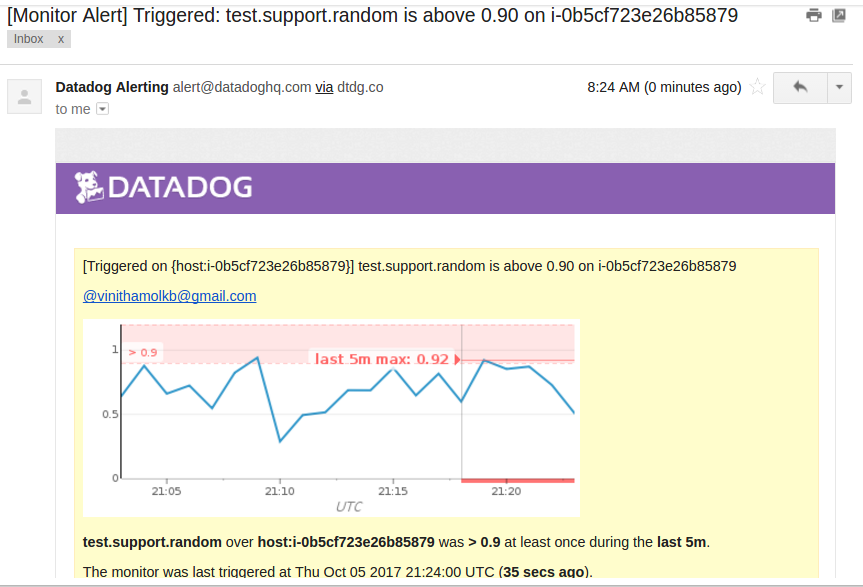 [Monitor Alert] Triggered: test.support.random is above 0.90 on i-0b5cf723e26b85879
Inbox x
Datadog Alerting alert@datadoghq.com via dtdg.co 8:24 AM (0 minutes ago)
to me
DATADOG
[Triggered on {host:i-0b5cf723e26b85879}] test.support.random is above 0.90 on i-0b5cf723e26b85879
@vinithamolkb@gmail.com
1
> 0.9
last 5m max: 0.92
0.5
0
21:05 21:10 21:15 21:20
UTC
test.support.random over host:i-0b5cf723e26b85879 was > 0.9 at least once during the last 5m.
The monitor was last triggered at Thu Oct 05 2017 21:24:00 UTC (35 secs ago).